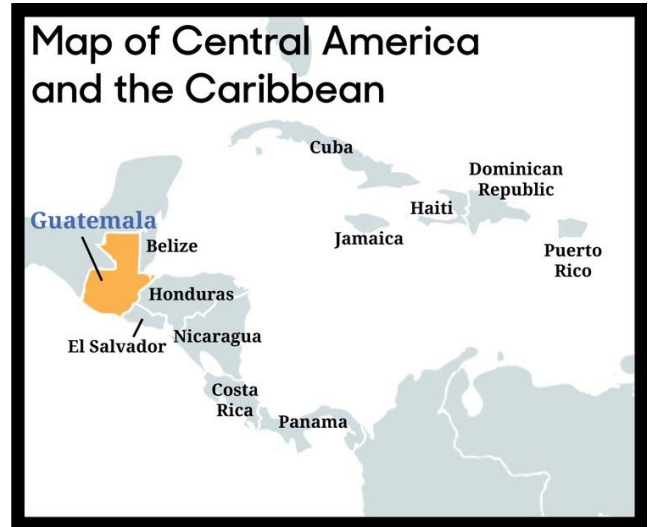 Map of Central America
and the Caribbean
Cuba
Dominican
Republic
Haiti
Jamaica
Puerto
Rico
Guatemala
Belize
Honduras
El Salvador
Nicaragua
Costa
Rica
Panama